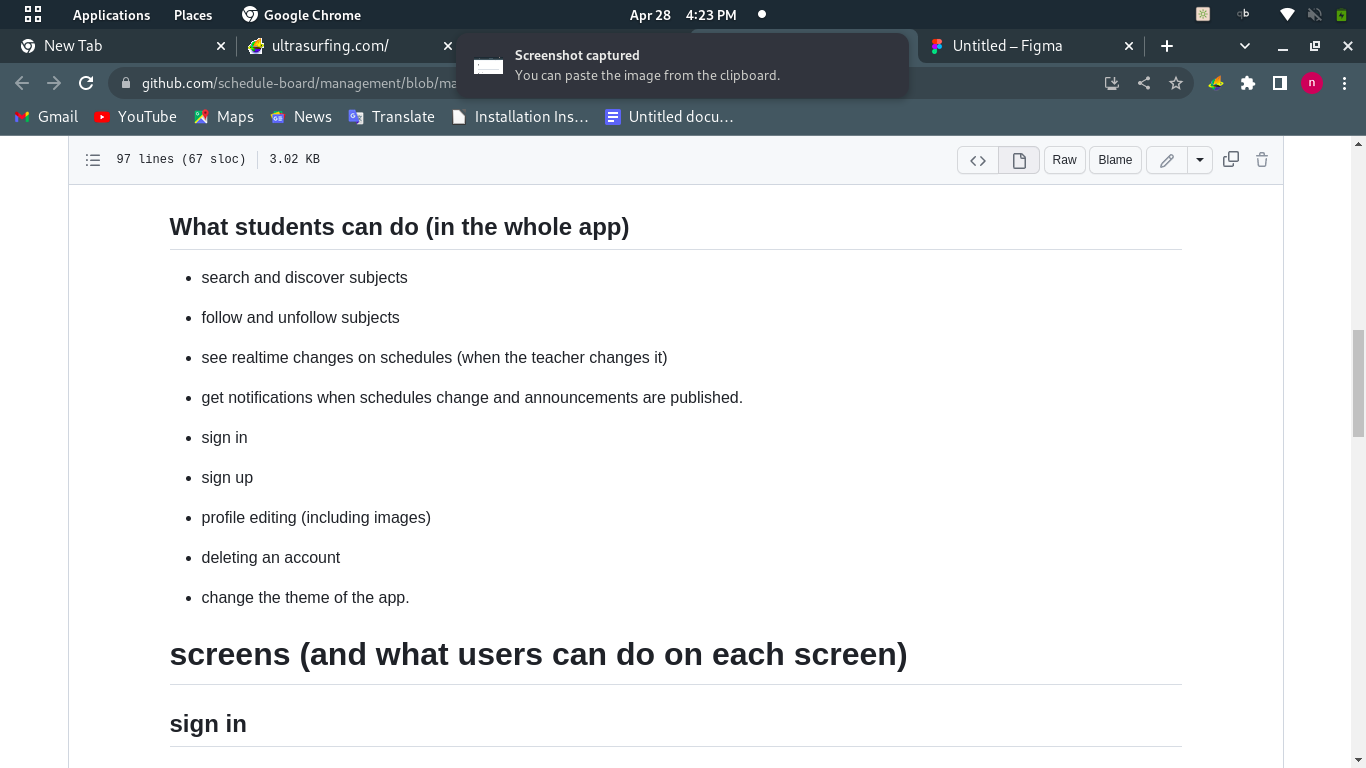 Applications Places Google Chrome Apr 28 4:23 PM qb
New Tab ultrasurfing.com/ Untitled – Figma
Screenshot captured
You can paste the image from the clipboard.
github.com/schedule-board/management/blob/ma n
Gmail YouTube Maps News Translate Installation Ins… Untitled docu…
97 lines (67 sloc) 3.02 KB Raw Blame
What students can do (in the whole app)
search and discover subjects
follow and unfollow subjects
see realtime changes on schedules (when the teacher changes it)
get notifications when schedules change and announcements are published.
sign in
sign up
profile editing (including images)
deleting an account
change the theme of the app.
screens (and what users can do on each screen)
sign in